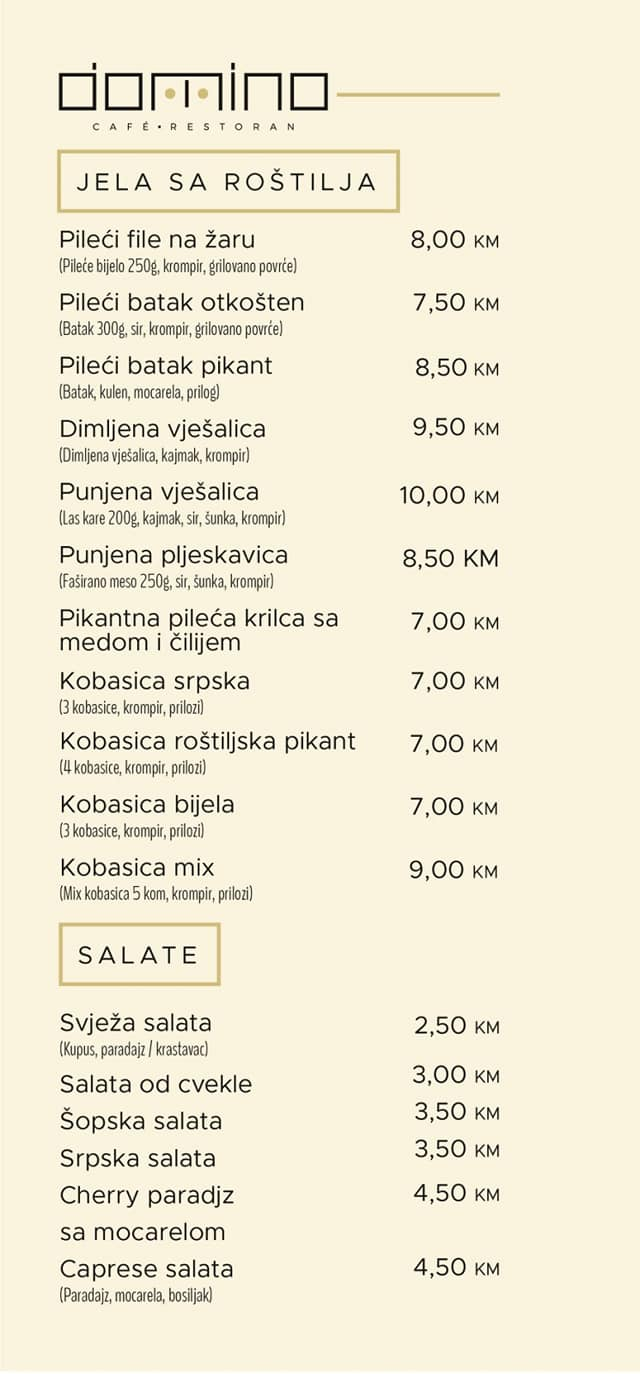 domino
CAFÉ • RESTORAN
JELA SA ROŠTILJA
Pileći file na žaru 8,00 KM
(Pileće bijelo 250g, krompir, grilovano povrće)
Pileći batak otkošten 7,50 KM
(Batak 300g, sir, krompir, grilovano povrće)
Pileći batak pikant 8,50 KM
(Batak, kulen, mocarela, prilog)
Dimljena vješalica 9,50 KM
(Dimljena vješalica, kajmak, krompir)
Punjena vješalica 10,00 KM
(Las kare 200g, kajmak, sir, šunka, krompir)
Punjena pljeskavica 8,50 KM
(Faširano meso 250g, sir, šunka, krompir)
Pikantna pileća krilca sa
medom i čilijem 7,00 KM
Kobasica srpska 7,00 KM
(3 kobasice, krompir, prilozi)
Kobasica roštiljska pikant 7,00 KM
(4 kobasice, krompir, prilozi)
Kobasica bijela 7,00 KM
(3 kobasice, krompir, prilozi)
Kobasica mix 9,00 KM
(Mix kobasica 5 kom, krompir, prilozi)
SALATE
Svježa salata 2,50 KM
(Kupus, paradajz / krastavac)
Salata od cvekle 3,00 KM
Šopska salata 3,50 KM
Srpska salata 3,50 KM
Cherry paradjz 4,50 KM
sa mocarelom
Caprese salata 4,50 KM
(Paradajz, mocarela, bosiljak)